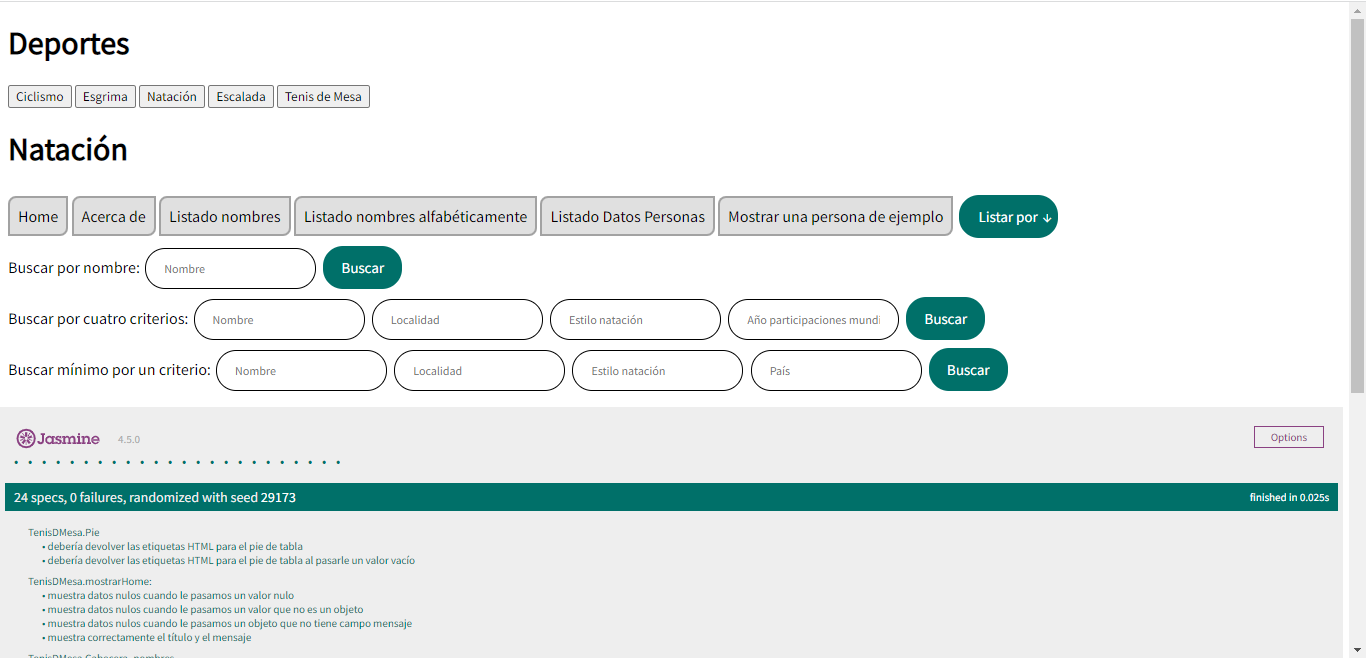 Deportes
Ciclismo Esgrima Natación Escalada Tenis de Mesa
Natación
Home Acerca de Listado nombres Listado nombres alfabéticamente Listado Datos Personas Mostrar una persona de ejemplo Listar por ↓
Buscar por nombre: Nombre Buscar
Buscar por cuatro criterios: Nombre Localidad Estilo natación Año participaciones mundi Buscar
Buscar mínimo por un criterio: Nombre Localidad Estilo natación País Buscar
Jasmine 4.5.0 Options
• • • • • • • • • • • • • • • • • • • • • • • •
24 specs, 0 failures, randomized with seed 29173 finished in 0.025s
TenisDMesa.Pie
• debería devolver las etiquetas HTML para el pie de tabla
• debería devolver las etiquetas HTML para el pie de tabla al pasarle un valor vacío
TenisDMesa.mostrarHome:
• muestra datos nulos cuando le pasamos un valor nulo
• muestra datos nulos cuando le pasamos un valor que no es un objeto
• muestra datos nulos cuando le pasamos un objeto que no tiene campo mensaje
• muestra correctamente el título y el mensaje
TenisDMesa.Cabecera_nombres